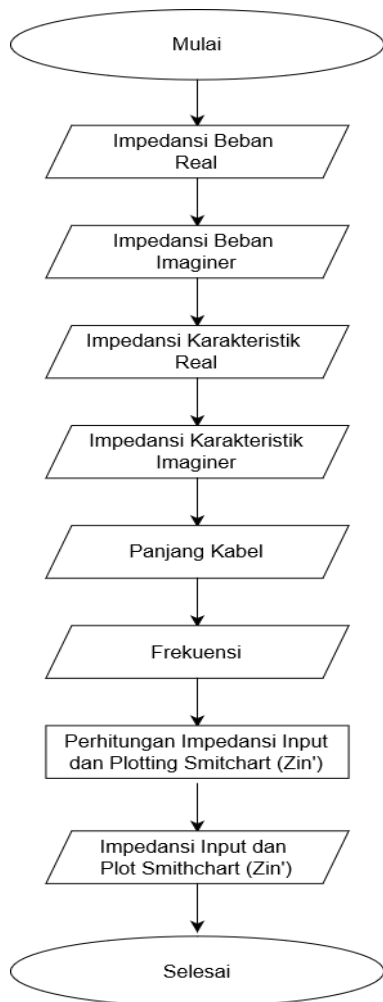 Mulai
Impedansi Beban
Real
Impedansi Beban
Imaginer
Impedansi Karakteristik
Real
Impedansi Karakteristik
Imaginer
Panjang Kabel
Frekuensi
Perhitungan Impedansi Input
dan Plotting Smitchart (Zin')
Impedansi Input dan
Plot Smithchart (Zin')
Selesai